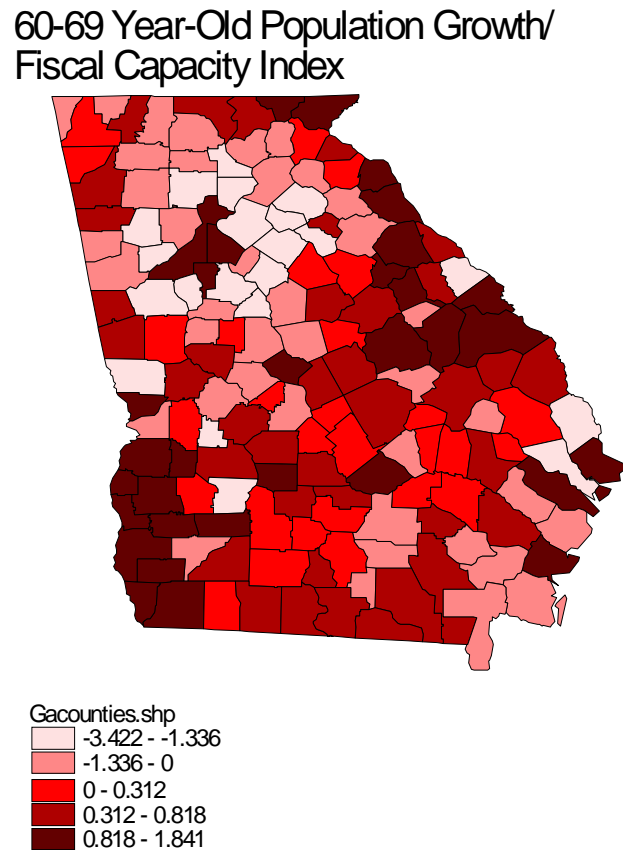 60-69 Year-Old Population Growth/
Fiscal Capacity Index
Gacounties.shp
-3.422 - -1.336
-1.336 - 0
0 - 0.312
0.312 - 0.818
0.818 - 1.841